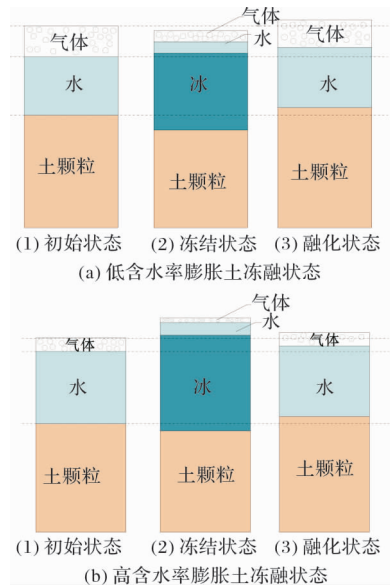 气体
水
土颗粒
气体
水
冰
土颗粒
气体
水
土颗粒
(1) 初始状态 (2) 冻结状态 (3) 融化状态
(a) 低含水率膨胀土冻融状态
气体
水
土颗粒
气体
水
冰
土颗粒
气体
水
土颗粒
(1) 初始状态 (2) 冻结状态 (3) 融化状态
(b) 高含水率膨胀土冻融状态